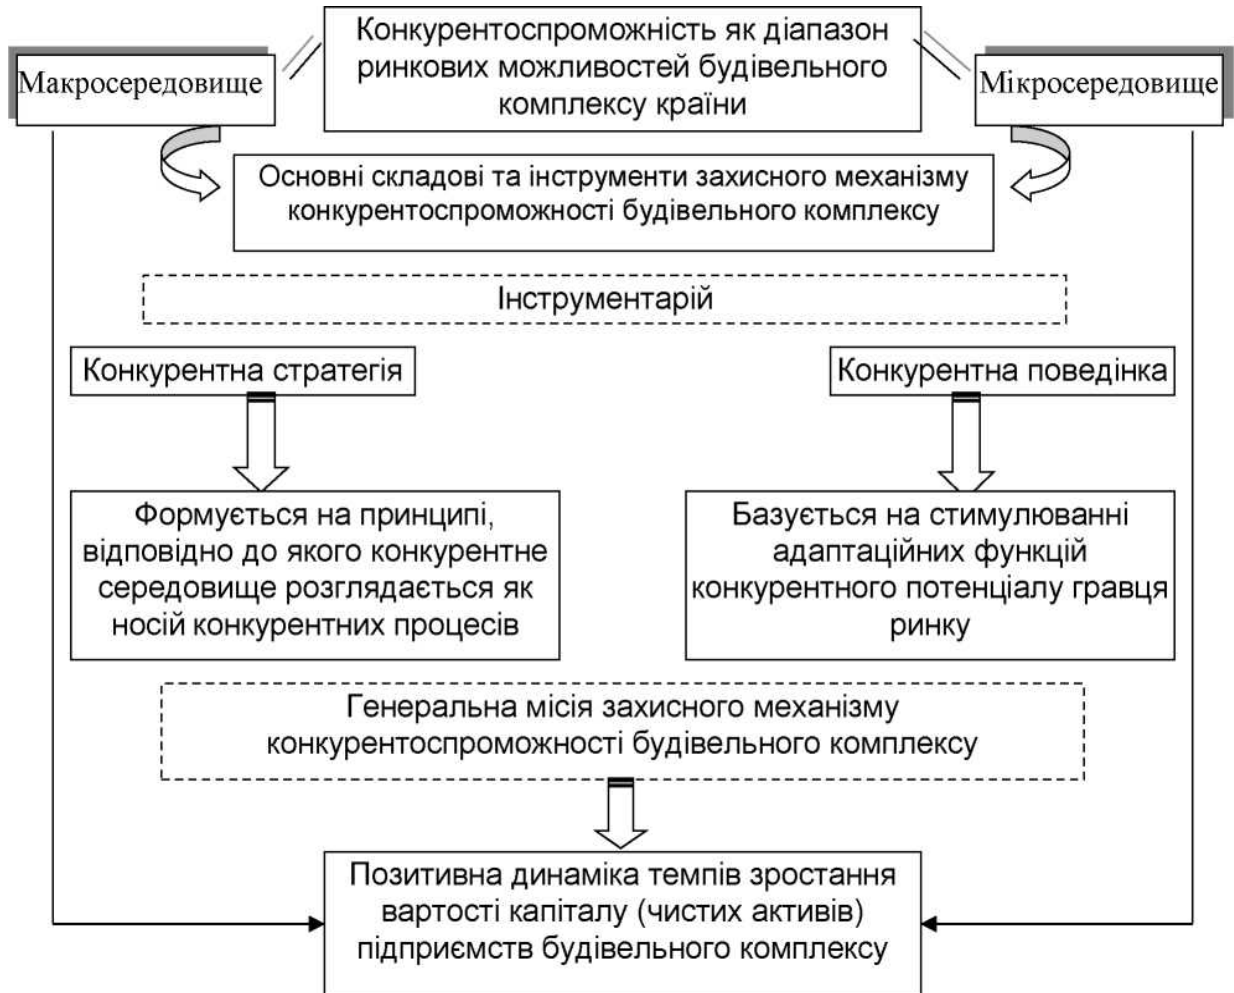 Конкурентоспроможність як діапазон
ринкових можливостей будівельного
комплексу країни
Макросередовище
Мікросередовище
Основні складові та інструменти захисного механізму
конкурентоспроможності будівельного комплексу
Інструментарій
Конкурентна стратегія
Конкурентна поведінка
Формується на принципі,
відповідно до якого конкурентне
середовище розглядається як
носій конкурентних процесів
Базується на стимулюванні
адаптаційних функцій
конкурентного потенціалу гравця
ринку
Генеральна місія захисного механізму
конкурентоспроможності будівельного комплексу
Позитивна динаміка темпів зростання
вартості капіталу (чистих активів)
підприємств будівельного комплексу